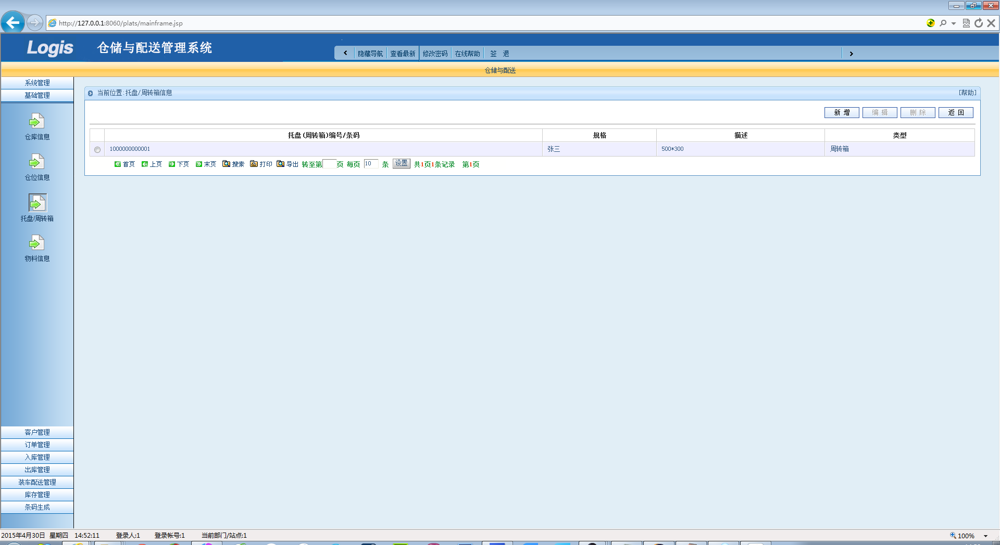 http://127.0.0.1:8060/plats/mainframe.jsp
Logis 仓储与配送管理系统
隐藏导航 查看最新 修改密码 在线帮助 签 退
仓储与配送
系统管理
基础管理
仓库信息
仓位信息
托盘/周转箱
物料信息
客户管理
订单管理
入库管理
出库管理
装车配送管理
库存管理
条码生成
当前位置:托盘/周转箱信息 [帮助]
新 增 编 辑 删 除 返 回
托盘(周转箱)编号/条码 规格 描述 类型
1000000000001 张三 500*300 周转箱
首页 上页 下页 末页 搜索 打印 导出 转至第 页 每页 10 条 设置 共1页1条记录 第1页
2015年4月30日 星期四 14:52:11 登录人:1 登录帐号:1 当前部门/站点:1 100%